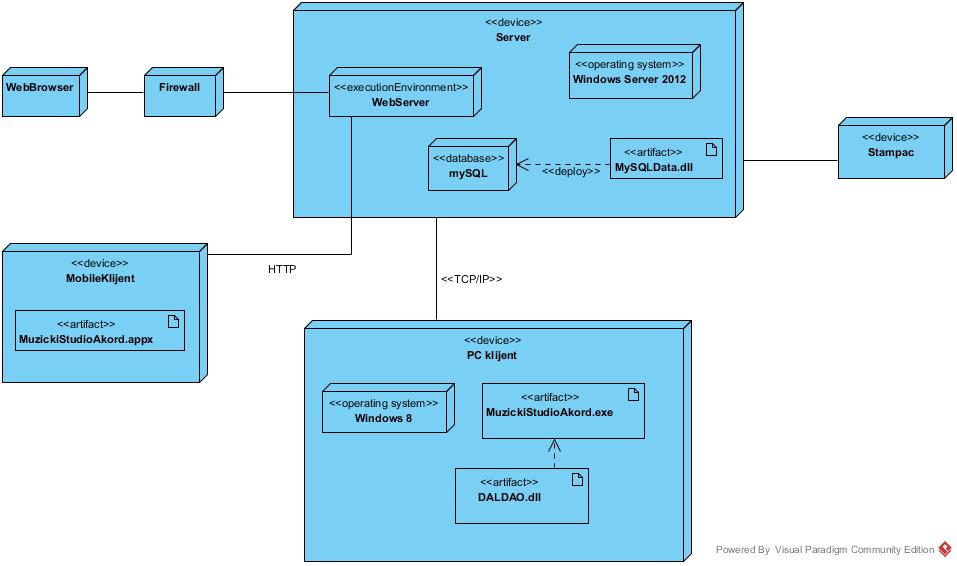 <<device>>
Server
<<operating system>>
Windows Server 2012
WebBrowser
Firewall
<<executionEnvironment>>
WebServer
<<device>>
Stampac
<<database>>
mySQL
<<deploy>>
<<artifact>>
MySQLData.dll
<<device>>
MobileKlijent
HTTP
<<TCP/IP>>
<<artifact>>
MuzickiStudioAkord.appx
<<device>>
PC klijent
<<operating system>>
Windows 8
<<artifact>>
MuzickiStudioAkord.exe
<<artifact>>
DALDAO.dll
Powered By Visual Paradigm Community Edition